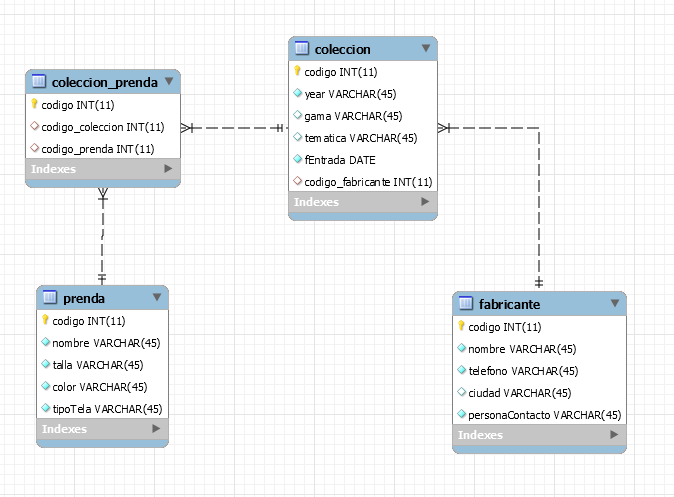 coleccion_prenda
codigo INT(11)
codigo_coleccion INT(11)
codigo_prenda INT(11)
Indexes
coleccion
codigo INT(11)
year VARCHAR(45)
gama VARCHAR(45)
tematica VARCHAR(45)
fEntrada DATE
codigo_fabricante INT(11)
Indexes
prenda
codigo INT(11)
nombre VARCHAR(45)
talla VARCHAR(45)
color VARCHAR(45)
tipoTela VARCHAR(45)
Indexes
fabricante
codigo INT(11)
nombre VARCHAR(45)
telefono VARCHAR(45)
ciudad VARCHAR(45)
personaContacto VARCHAR(45)
Indexes